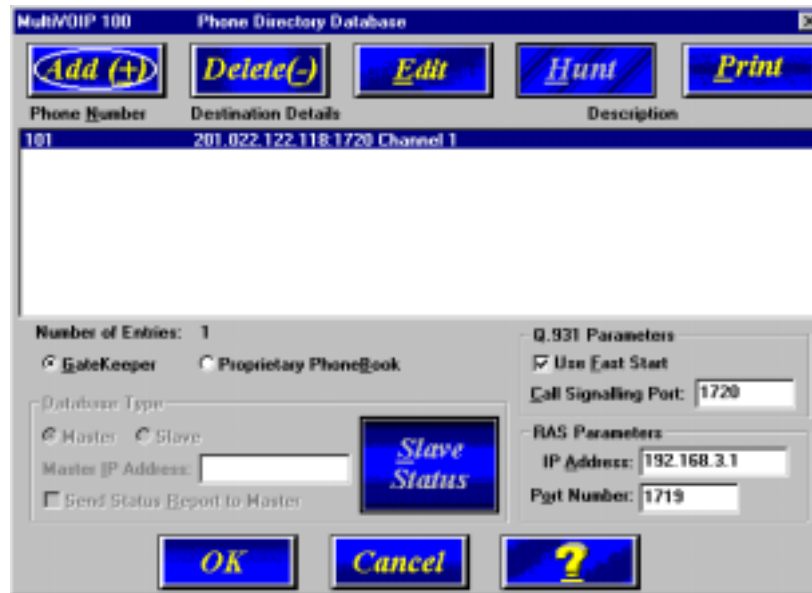 MultiVOIP 100 Phone Directory Database
Add (+) Delete(-) Edit Hunt Print
Phone Number Destination Details Description
101 201.022.122.118:1720 Channel 1
Number of Entries: 1
GateKeeper Proprietary PhoneBook
Database Type
Master Slave
Master IP Address:
Send Status Report to Master
Slave
Status
Q.931 Parameters
Use Fast Start
Call Signalling Port: 1720
RAS Parameters
IP Address: 192.168.3.1
Port Number: 1719
OK Cancel ?